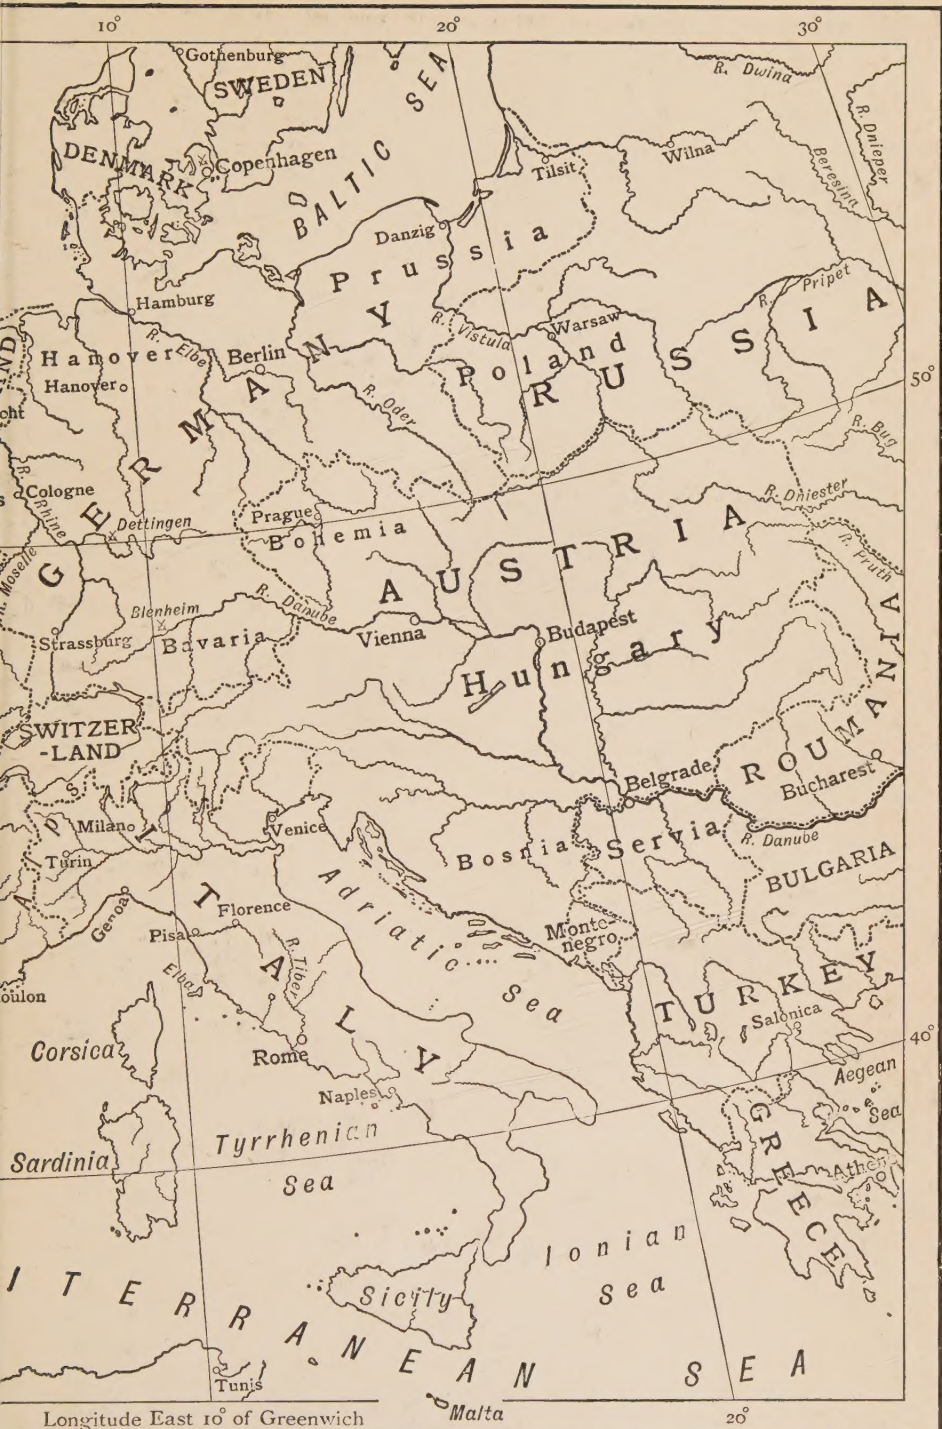 10° 20° 30°
Gothenburg
SWEDEN
BALTIC SEA
R. Dwina
R. Dnieper
DENMARK
Copenhagen
Tilsit
Wilna
Beresina
Danzig
Prussia
Hamburg
R. Elbe
R. Vistula
Warsaw
R. Pripet
Hanover
Berlin
Poland
RUSSIA
Hanover
R. Oder
50°
GERMANY
R. Bug
Cologne
R. Rhine
Dettingen
Prague
Bohemia
R. Dniester
R. Moselle
AUSTRIA
R. Pruth
Blenheim
R. Danube
Strassburg
Bavaria
Vienna
Budapest
Hungary
SWITZER
-LAND
ROUMANIA
Bucharest
Belgrade
Milano
Venice
Turin
Bosnia
Servia
R. Danube
BULGARIA
Genoa
Florence
Pisa
Adriatic Sea
Monte-
negro
Elba
R. Tiber
ITALY
TURKEY
Salonica
oulon
Corsica
Rome
40°
Naples
Aegean
Sea
Sardinia
Tyrrhenian
Sea
GREECE
Athens
Ionian
Sea
Sicily
ITERRANEAN SEA
Tunis
Malta
Longitude East 10° of Greenwich
20°